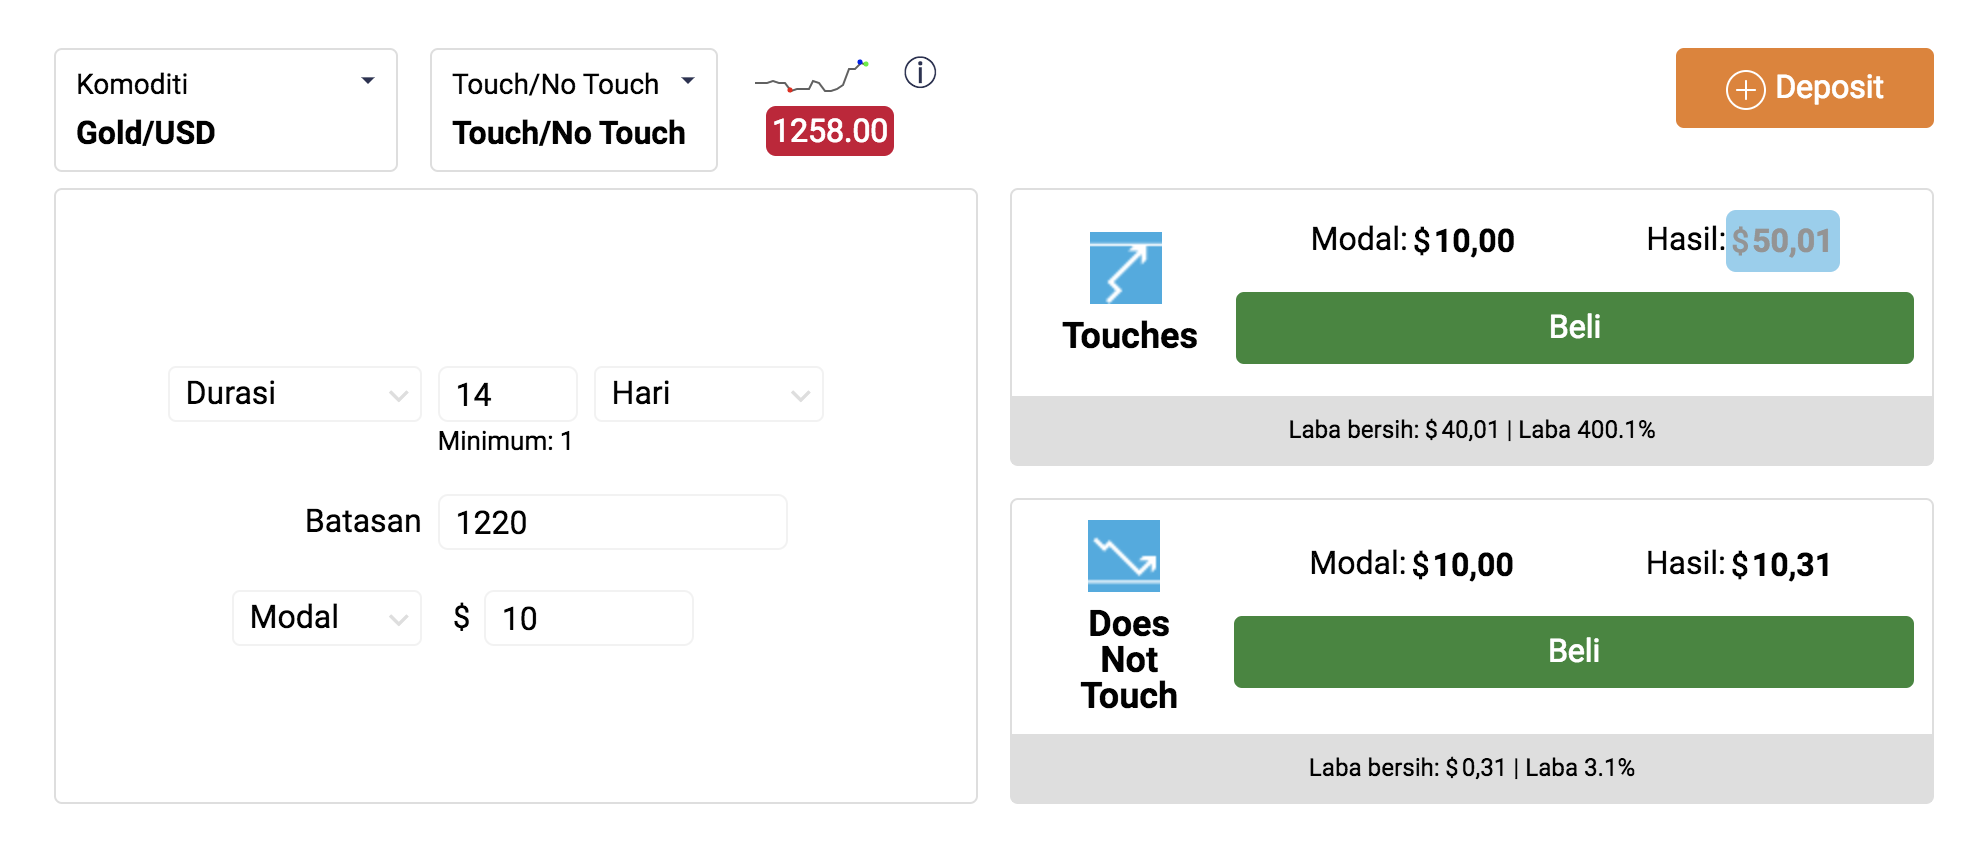 Komoditi
Gold/USD
Touch/No Touch
Touch/No Touch
1258.00
Deposit
Durasi 14 Hari
Minimum: 1
Batasan 1220
Modal $ 10
Modal: $ 10,00 Hasil: $ 50,01
Touches
Beli
Laba bersih: $ 40,01 | Laba 400.1%
Modal: $ 10,00 Hasil: $ 10,31
Does
Not
Touch
Beli
Laba bersih: $ 0,31 | Laba 3.1%